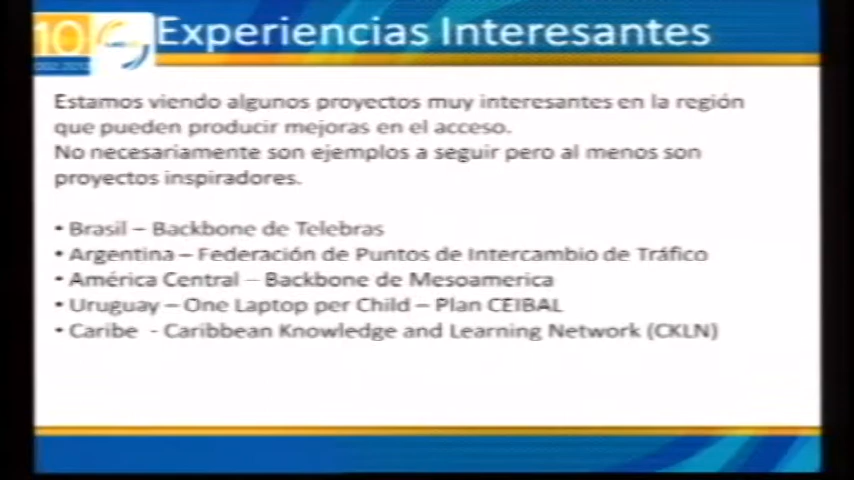 10
Experiencias Interesantes
Estamos viendo algunos proyectos muy interesantes en la región
que pueden producir mejoras en el acceso.
No necesariamente son ejemplos a seguir pero al menos son
proyectos inspiradores.
• Brasil – Backbone de Telebras
• Argentina – Federación de Puntos de Intercambio de Tráfico
• América Central – Backbone de Mesoamerica
• Uruguay – One Laptop per Child – Plan CEIBAL
• Caribe - Caribbean Knowledge and Learning Network (CKLN)